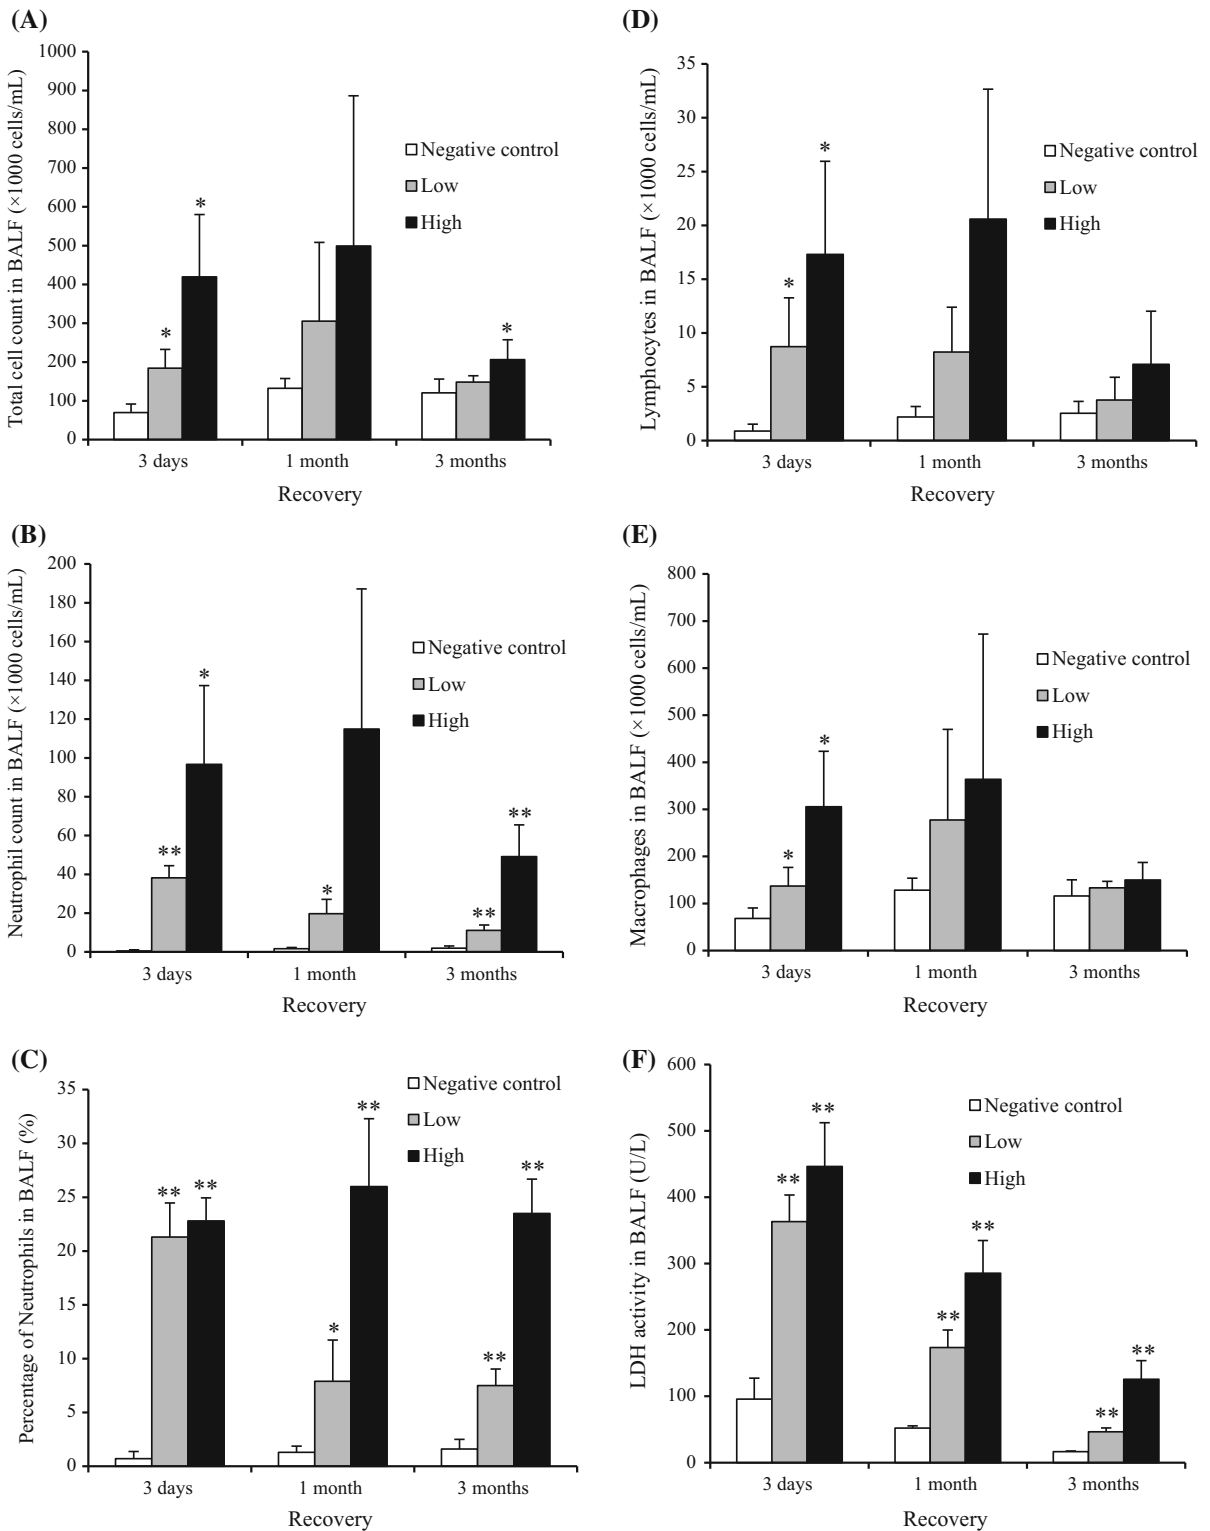 (A)
Total cell count in BALF (×1000 cells/mL)
1000
900
800
700
600
500
400
300
200
100
0
*
*
*
Negative control
Low
High
3 days
1 month
3 months
Recovery
(D)
Lymphocytes in BALF (×1000 cells/mL)
35
30
25
20
15
10
5
0
*
*
Negative control
Low
High
3 days
1 month
3 months
Recovery
(B)
Neutrophil count in BALF (×1000 cells/mL)
200
180
160
140
120
100
80
60
40
20
0
**
*
*
**
**
Negative control
Low
High
3 days
1 month
3 months
Recovery
(E)
Macrophages in BALF (×1000 cells/mL)
800
700
600
500
400
300
200
100
0
*
*
Negative control
Low
High
3 days
1 month
3 months
Recovery
(C)
Percentage of Neutrophils in BALF (%)
35
30
25
20
15
10
5
0
**
**
*
**
**
**
Negative control
Low
High
3 days
1 month
3 months
Recovery
(F)
LDH activity in BALF (U/L)
600
500
400
300
200
100
0
**
**
**
**
**
**
Negative control
Low
High
3 days
1 month
3 months
Recovery